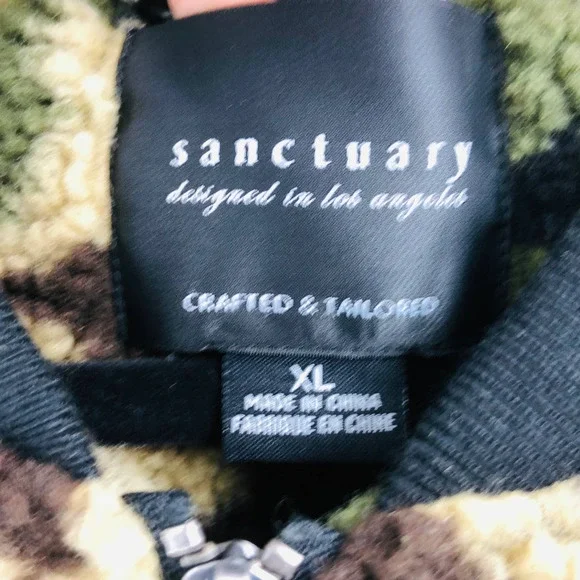 sanctuary
designed in los angeles
CRAFTED & TAILORED
XL
MADE IN CHINA
FABRIQUE EN CHINE